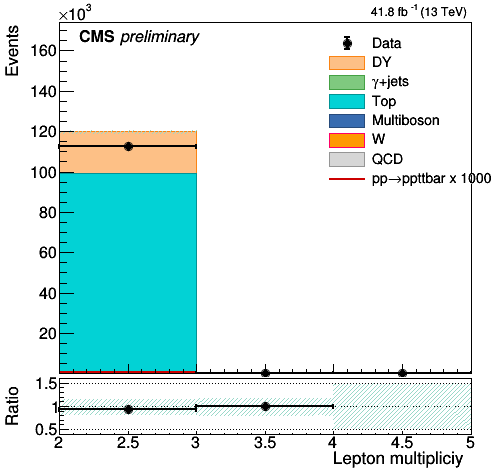 ×10³
41.8 fb⁻¹ (13 TeV)
CMS preliminary
Events
160
140
120
100
80
60
40
20
Data
DY
γ+jets
Top
Multiboson
W
QCD
pp→ppttbar x 1000
Ratio
1.5
1
0.5
2 2.5 3 3.5 4 4.5 5
Lepton multipliciy